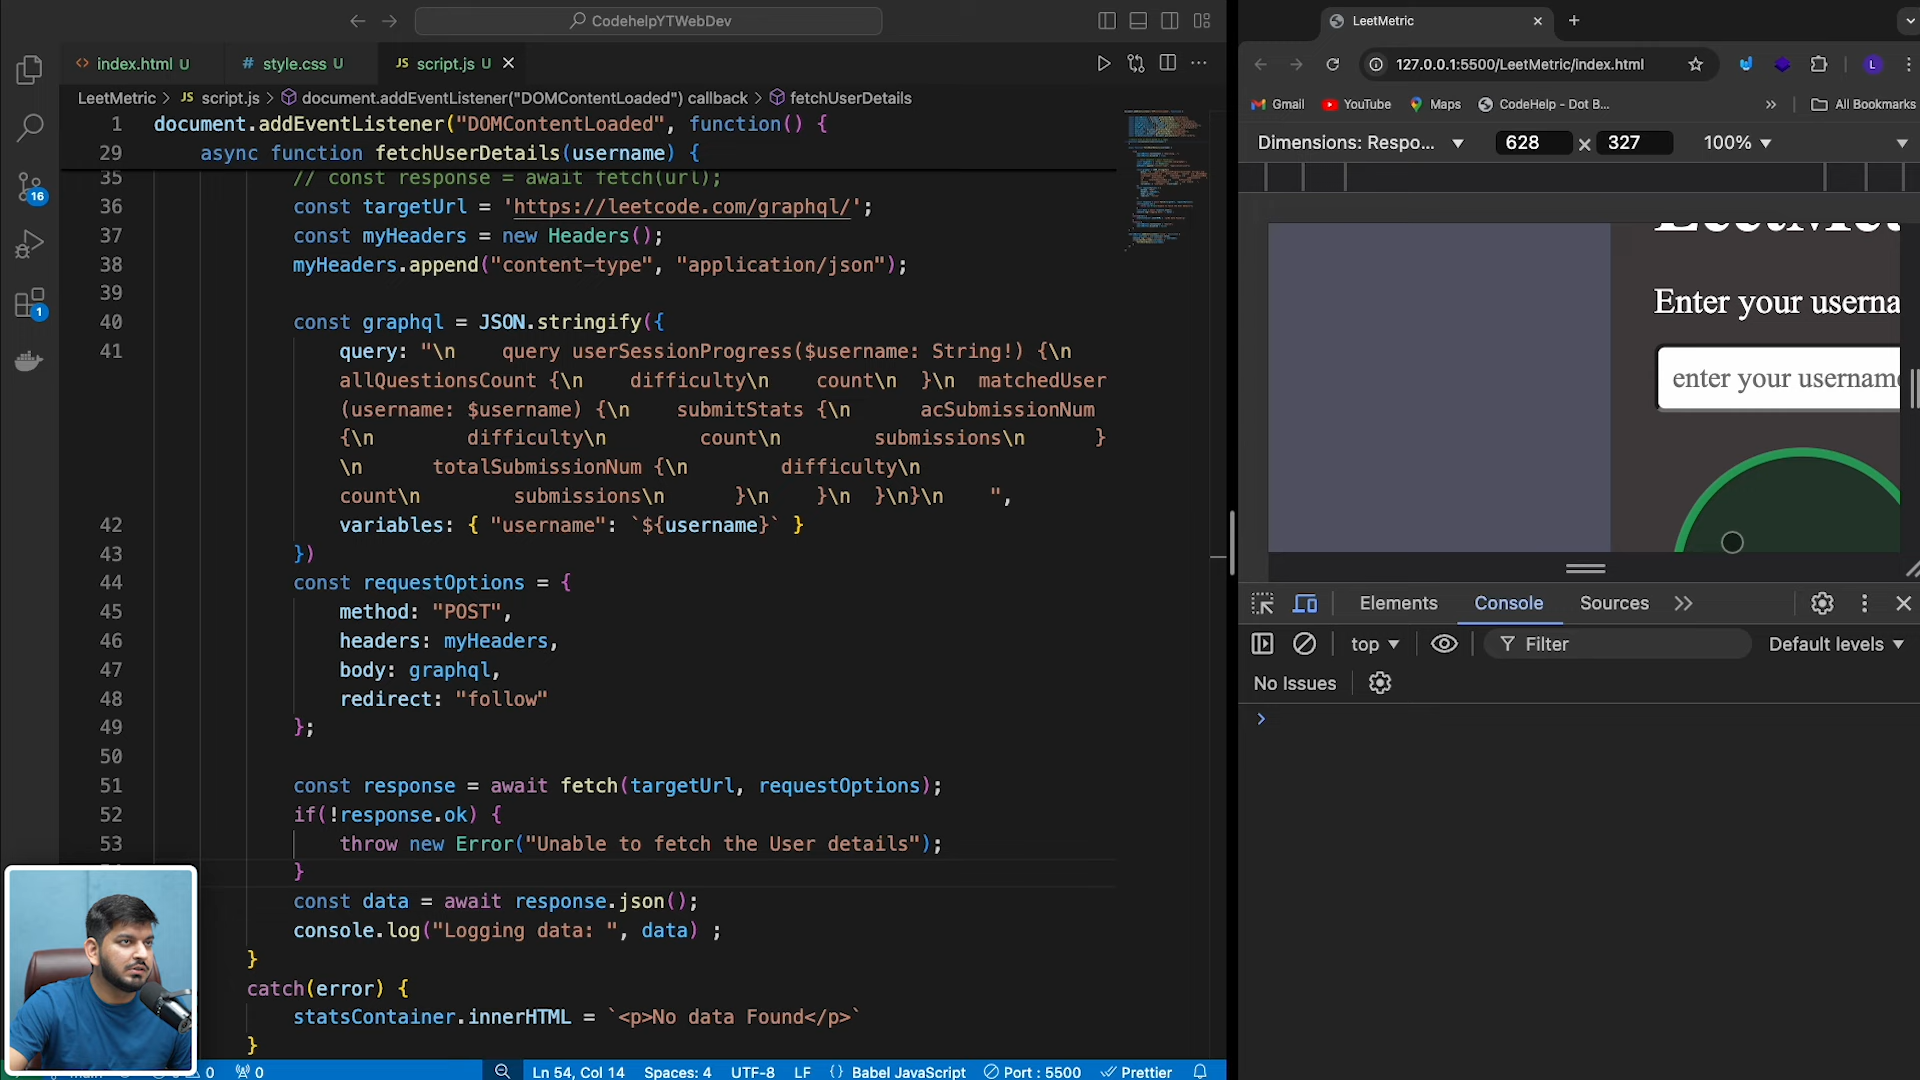 CodehelpYTWebDev
index.html U
style.css U
JS script.js U
LeetMetric > JS script.js > document.addEventListener("DOMContentLoaded") callback > fetchUserDetails
1 document.addEventListener("DOMContentLoaded", function() {
29 async function fetchUserDetails(username) {
35 // const response = await fetch(url);
36 const targetUrl = 'https://leetcode.com/graphql/';
37 const myHeaders = new Headers();
38 myHeaders.append("content-type", "application/json");
39
40 const graphql = JSON.stringify({
41 query: "\n    query userSessionProgress($username: String!) {\n
allQuestionsCount {\n    difficulty\n    count\n  }\n  matchedUser
(username: $username) {\n    submitStats {\n      acSubmissionNum
{\n        difficulty\n        count\n        submissions\n      }
\n      totalSubmissionNum {\n        difficulty\n
count\n        submissions\n      }\n    }\n  }\n}\n    ",
42 variables: { "username": `${username}` }
43 })
44 const requestOptions = {
45 method: "POST",
46 headers: myHeaders,
47 body: graphql,
48 redirect: "follow"
49 };
50
51 const response = await fetch(targetUrl, requestOptions);
52 if(!response.ok) {
53 throw new Error("Unable to fetch the User details");
}
const data = await response.json();
console.log("Logging data: ", data) ;
}
catch(error) {
statsContainer.innerHTML = `<p>No data Found</p>`
}
16
1
0
0
Ln 54, Col 14 Spaces: 4 UTF-8 LF {} Babel JavaScript Port : 5500 Prettier
LeetMetric
127.0.0.1:5500/LeetMetric/index.html
L
Gmail YouTube Maps CodeHelp - Dot B... » All Bookmarks
Dimensions: Respo... 628 × 327 100%
Enter your userna
enter your username
Elements Console Sources »
top Filter Default levels
No Issues